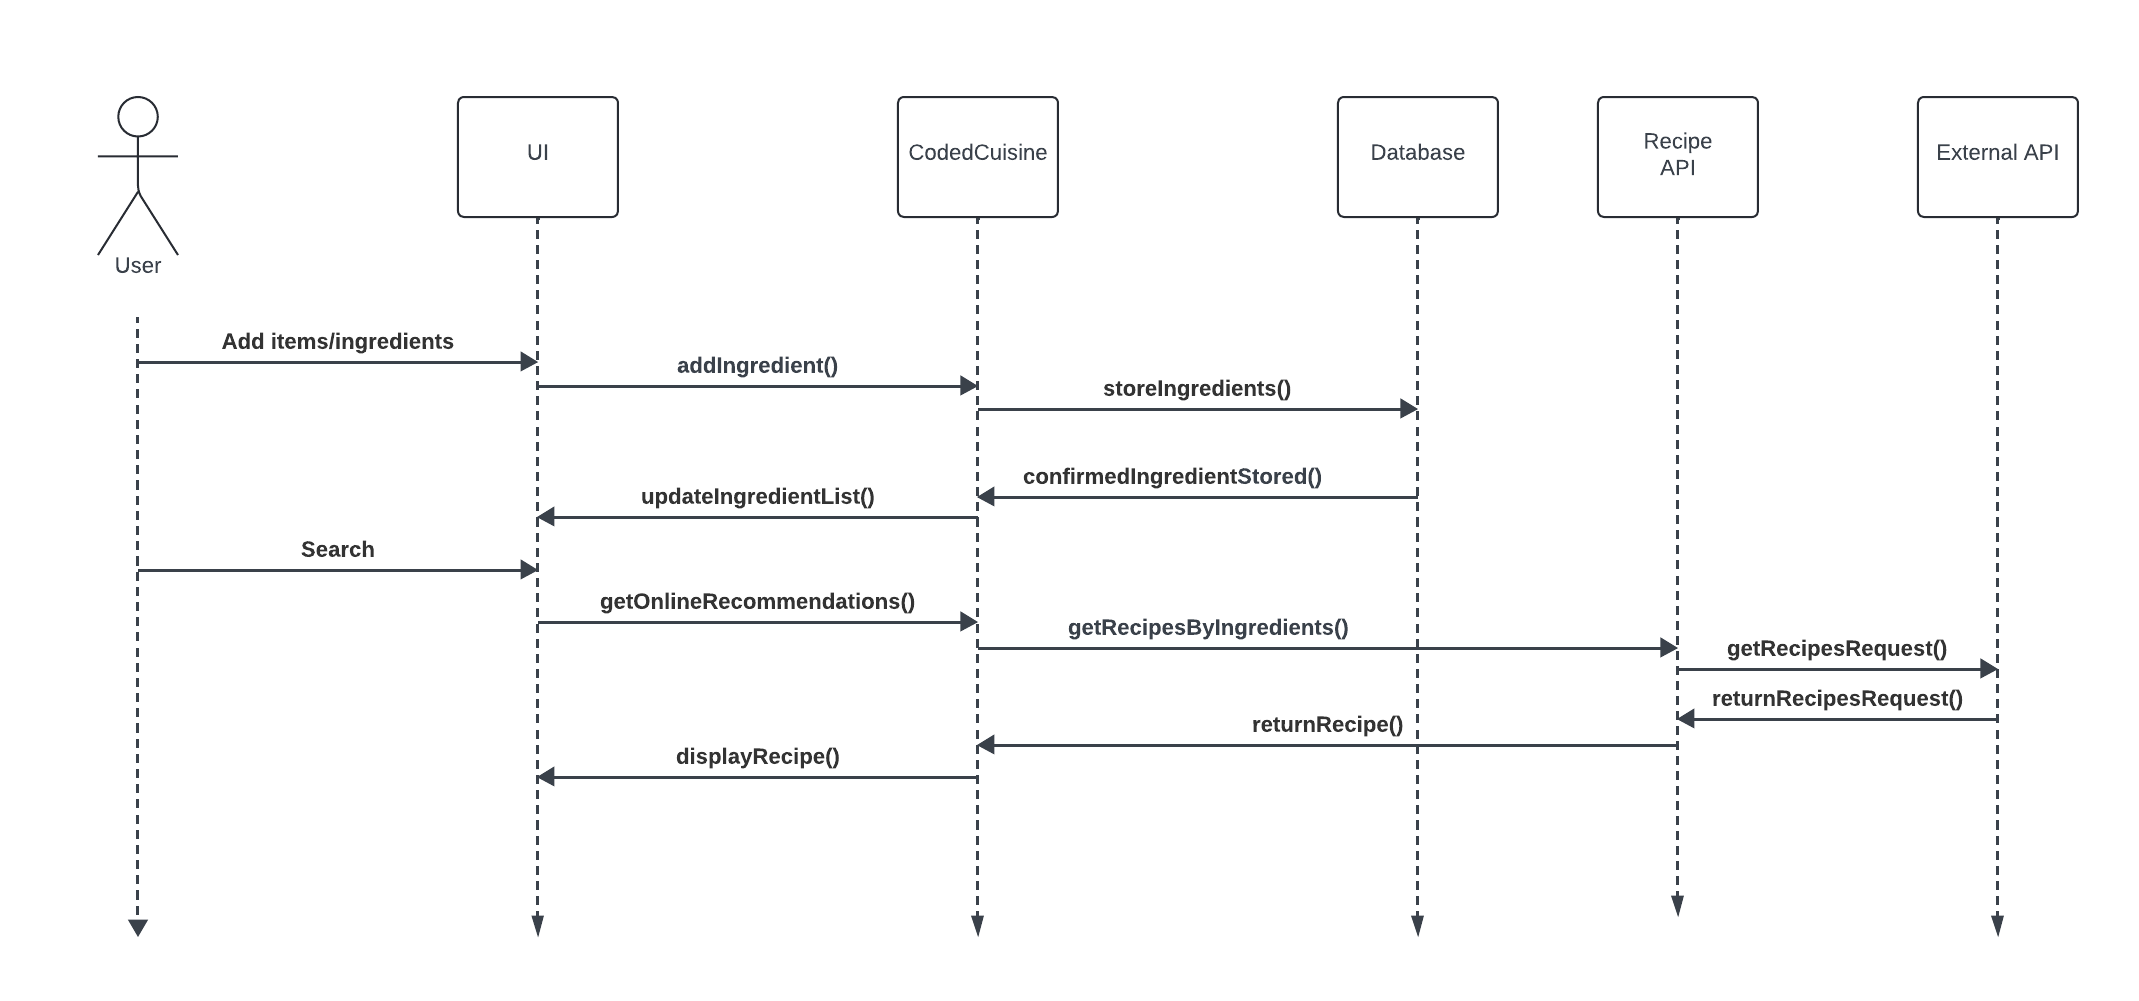 User
UI
CodedCuisine
Database
Recipe
API
External API
Add items/ingredients
addIngredient()
storeIngredients()
confirmedIngredientStored()
updateIngredientList()
Search
getOnlineRecommendations()
getRecipesByIngredients()
getRecipesRequest()
returnRecipesRequest()
returnRecipe()
displayRecipe()